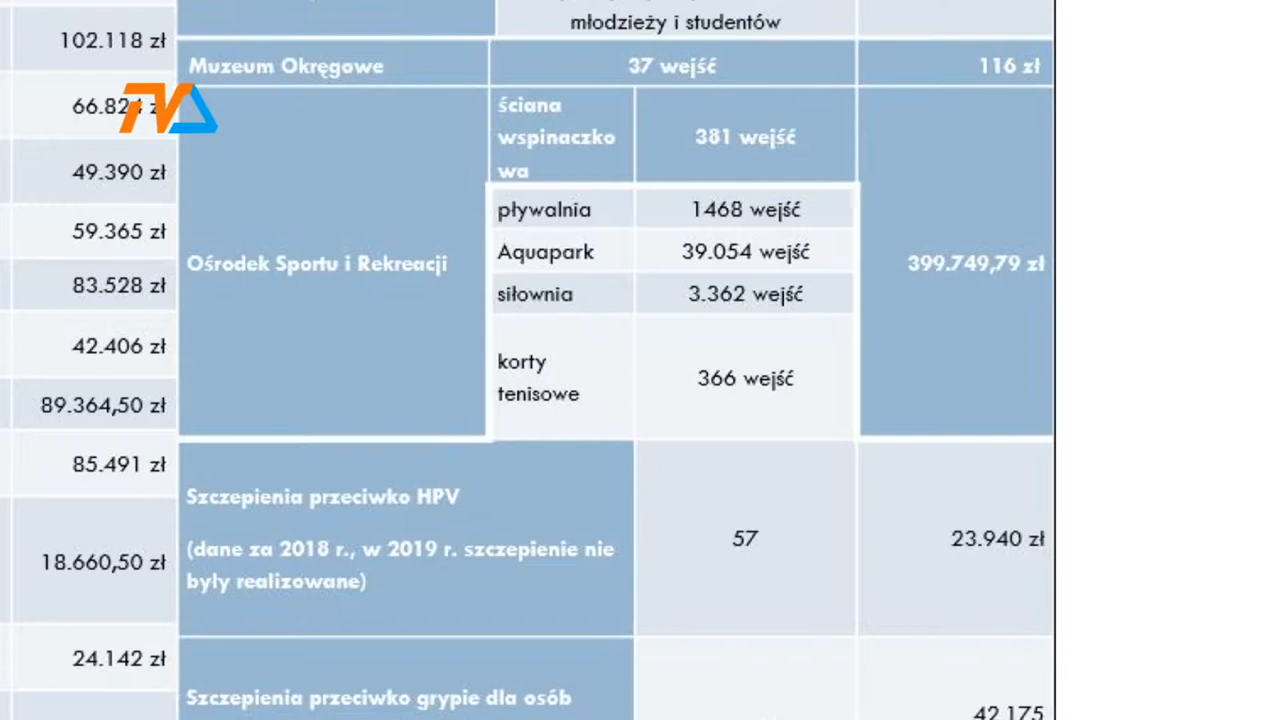 młodzieży i studentów
102.118 zł
Muzeum Okręgowe 37 wejść 116 zł
66.824 zł
TV
ściana
wspinaczko
wa
381 wejść
49.390 zł
pływalnia 1468 wejść
59.365 zł
Aquapark 39.054 wejść
Ośrodek Sportu i Rekreacji 399.749,79 zł
83.528 zł
siłownia 3.362 wejść
42.406 zł
korty
tenisowe
366 wejść
89.364,50 zł
85.491 zł
Szczepienia przeciwko HPV
(dane za 2018 r., w 2019 r. szczepienie nie
były realizowane)
57
23.940 zł
18.660,50 zł
24.142 zł
Szczepienia przeciwko grypie dla osób
42.175